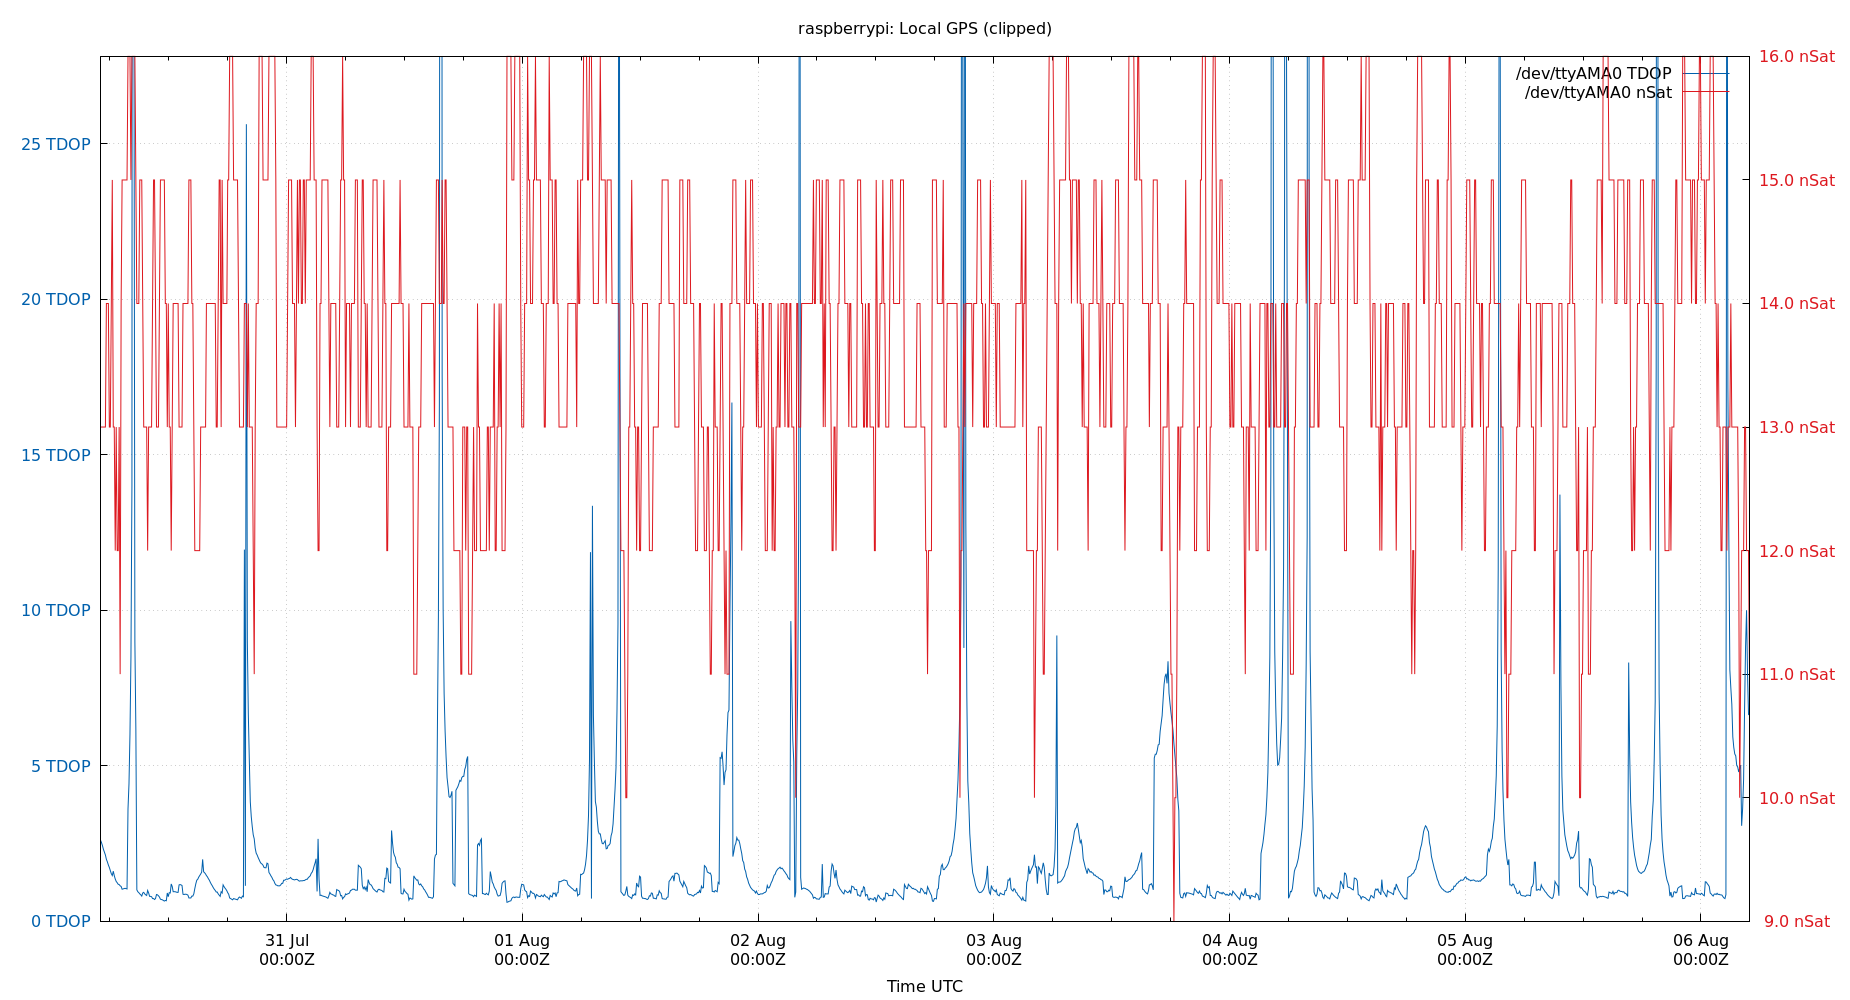 raspberrypi: Local GPS (clipped)
16.0 nSat
/dev/ttyAMA0 TDOP
/dev/ttyAMA0 nSat
25 TDOP
15.0 nSat
20 TDOP
14.0 nSat
15 TDOP
13.0 nSat
12.0 nSat
10 TDOP
11.0 nSat
5 TDOP
10.0 nSat
0 TDOP
9.0 nSat
31 Jul 01 Aug 02 Aug 03 Aug 04 Aug 05 Aug 06 Aug
00:00Z 00:00Z 00:00Z 00:00Z 00:00Z 00:00Z 00:00Z
Time UTC